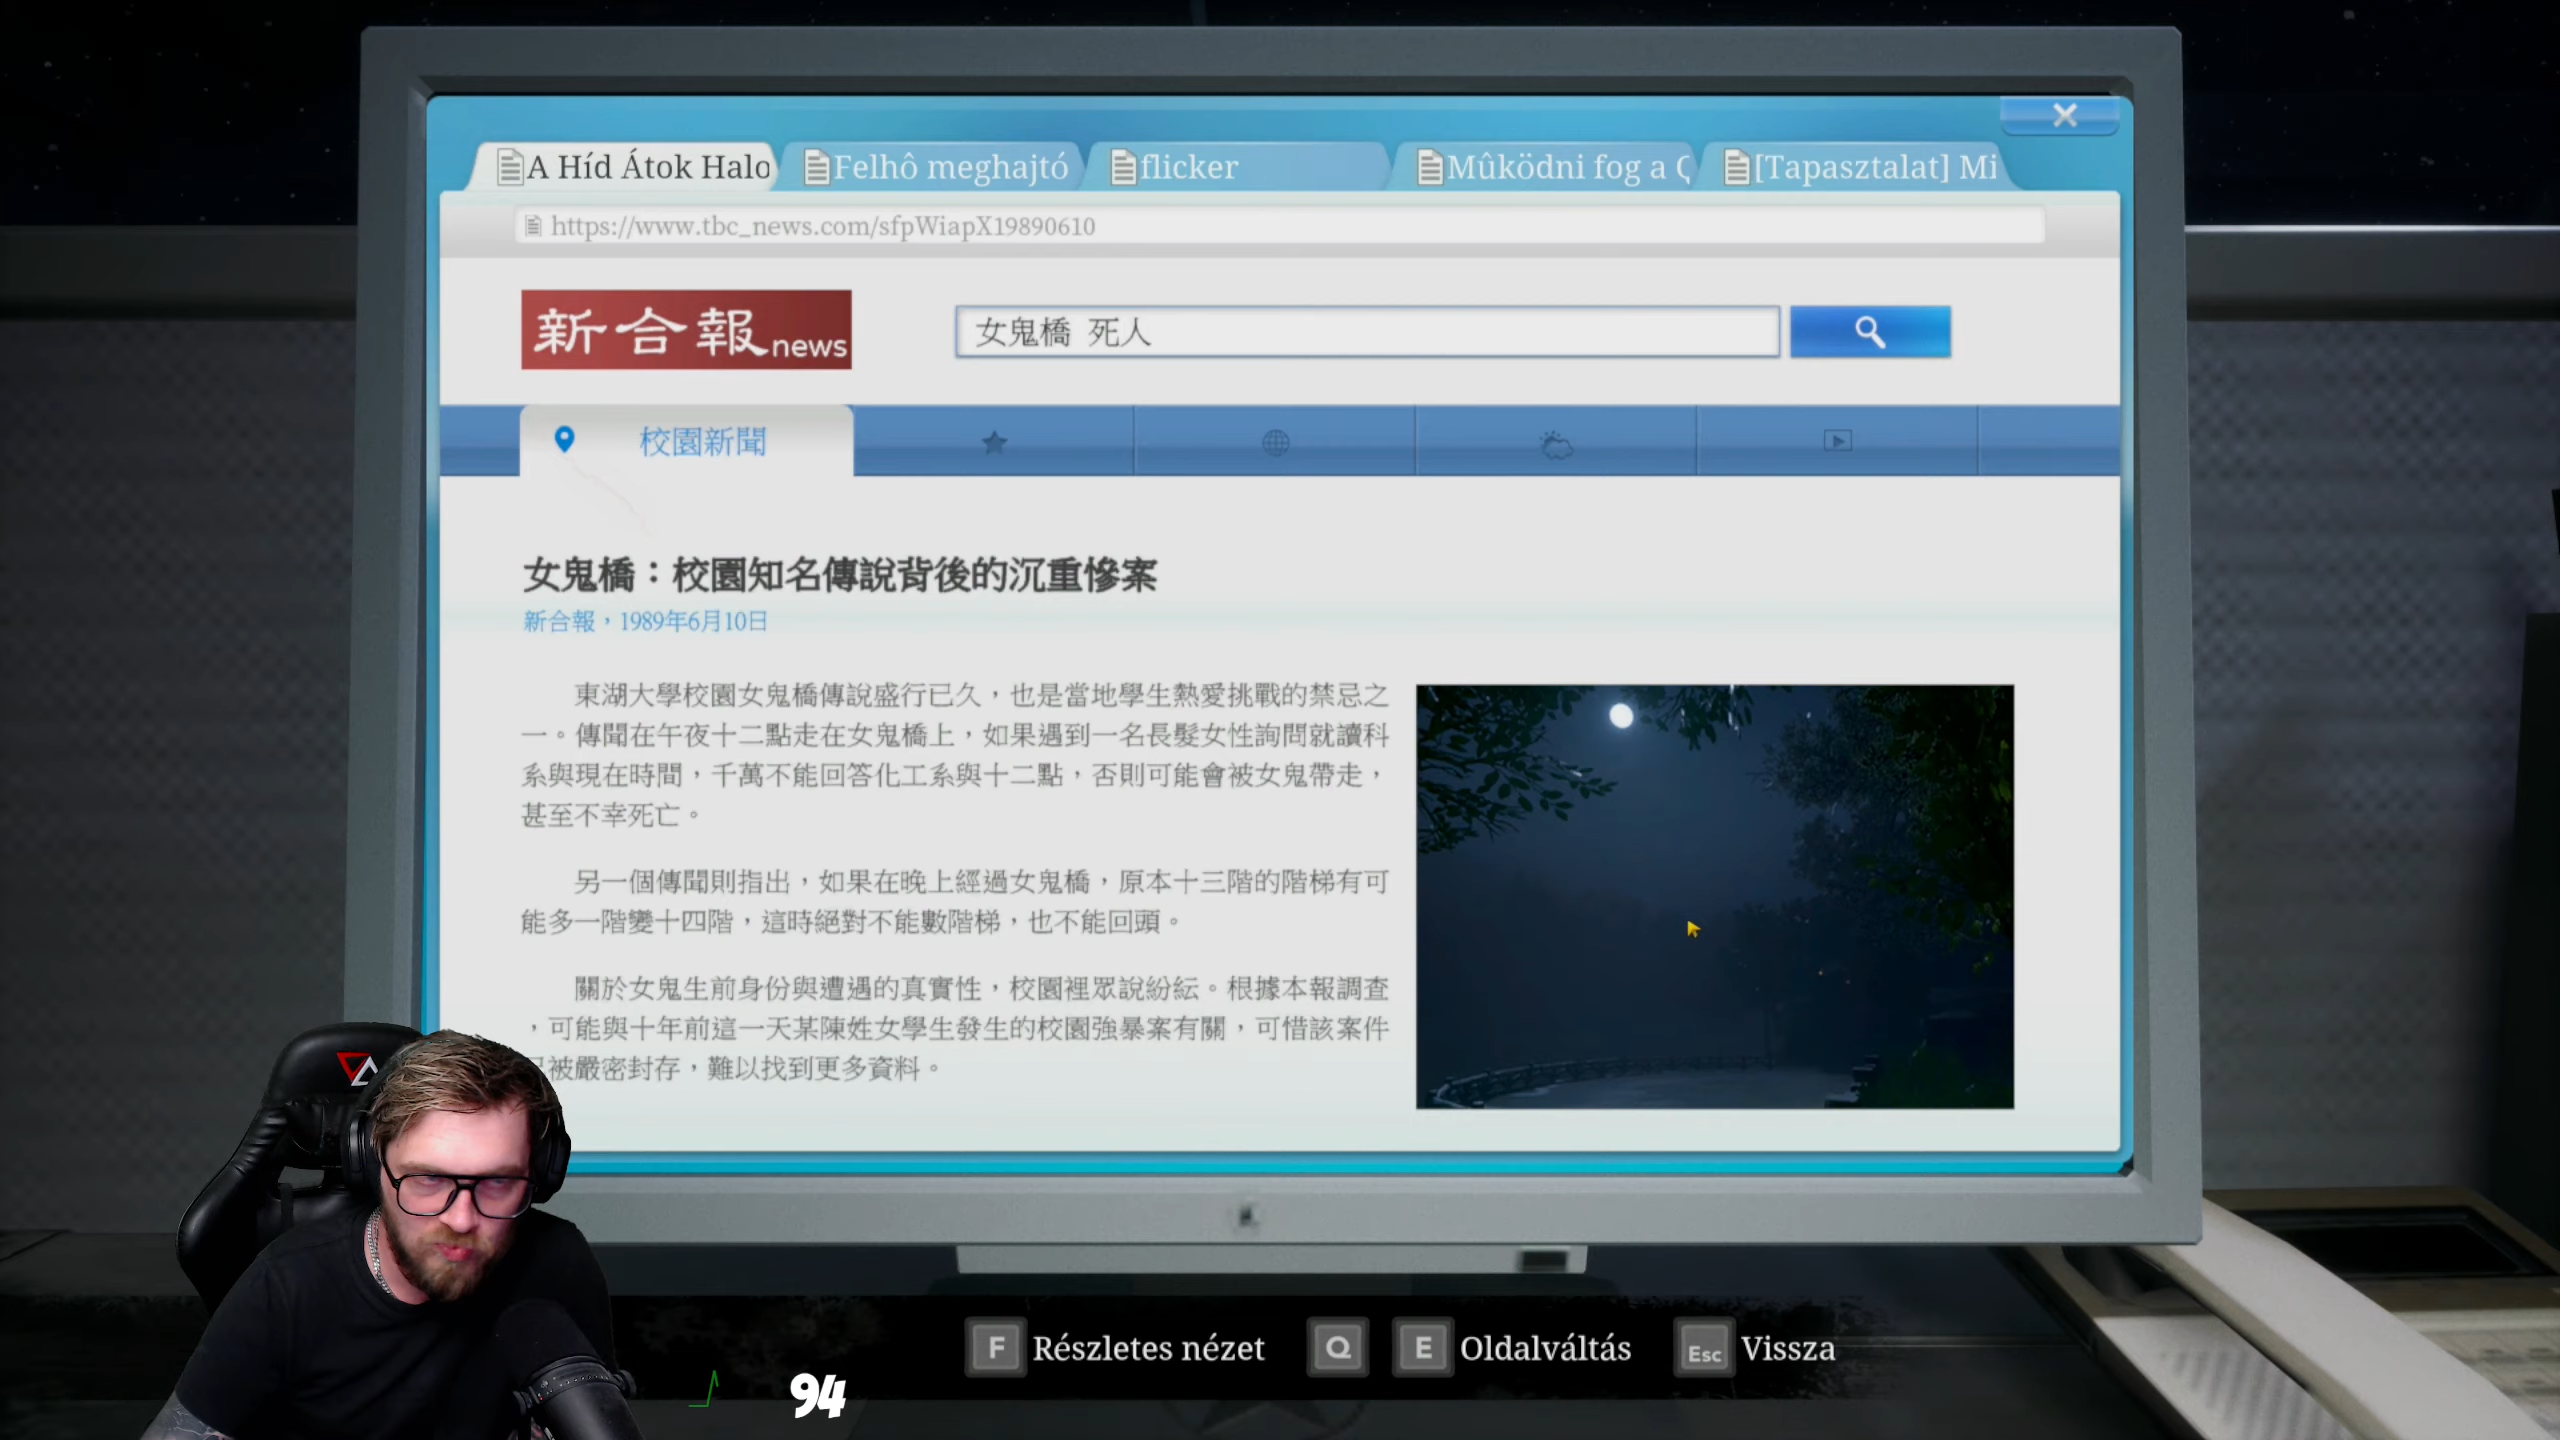 A Híd Átok Halo
Felhô meghajtó
flicker
Mûködni fog a
[Tapasztalat] Mi
https://www.tbc_news.com/sfpWiapX19890610
新合報news
女鬼橋 死人
校園新聞
女鬼橋：校園知名傳說背後的沉重慘案
新合報，1989年6月10日
東湖大學校園女鬼橋傳說盛行已久，也是當地學生熱愛挑戰的禁忌之
一。傳聞在午夜十二點走在女鬼橋上，如果遇到一名長髮女性詢問就讀科
系與現在時間，千萬不能回答化工系與十二點，否則可能會被女鬼帶走，
甚至不幸死亡。
另一個傳聞則指出，如果在晚上經過女鬼橋，原本十三階的階梯有可
能多一階變十四階，這時絕對不能數階梯，也不能回頭。
關於女鬼生前身份與遭遇的真實性，校園裡眾說紛紜。根據本報調查
，可能與十年前這一天某陳姓女學生發生的校園強暴案有關，可惜該案件
被嚴密封存，難以找到更多資料。
F Részletes nézet Q E Oldalváltás Esc Vissza
94